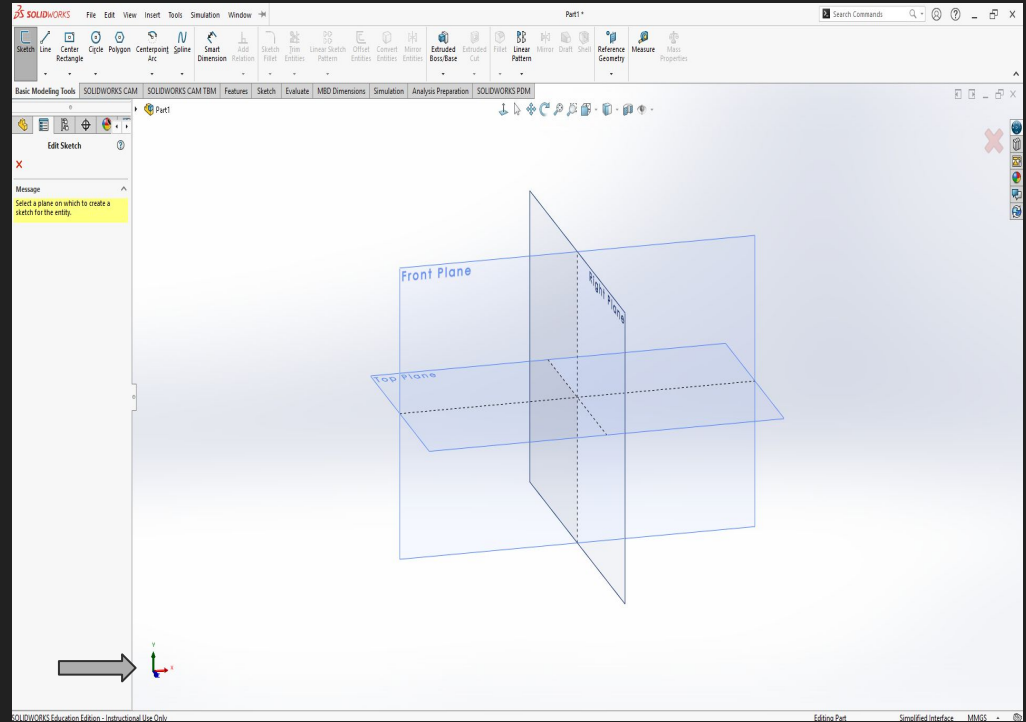 SOLIDWORKS File Edit View Insert Tools Simulation Window Part1 * Search Commands
Sketch Line Center Rectangle Circle Polygon Centerpoint Arc Spline Smart Dimension Add Relation Sketch Fillet Trim Entities Linear Sketch Pattern Offset Entities Convert Entities Mirror Entities Extruded Boss/Base Extruded Cut Fillet Linear Pattern Mirror Draft Shell Reference Geometry Measure Mass Properties
Basic Modeling Tools SOLIDWORKS CAM SOLIDWORKS CAM TBM Features Sketch Evaluate MBD Dimensions Simulation Analysis Preparation SOLIDWORKS PDM
Part1
Edit Sketch
Message
Select a plane on which to create a
sketch for the entity.
Front Plane
Right Plane
Top Plane
Y
X
SOLIDWORKS Education Edition - Instructional Use Only Editing Part Simplified Interface MMGS